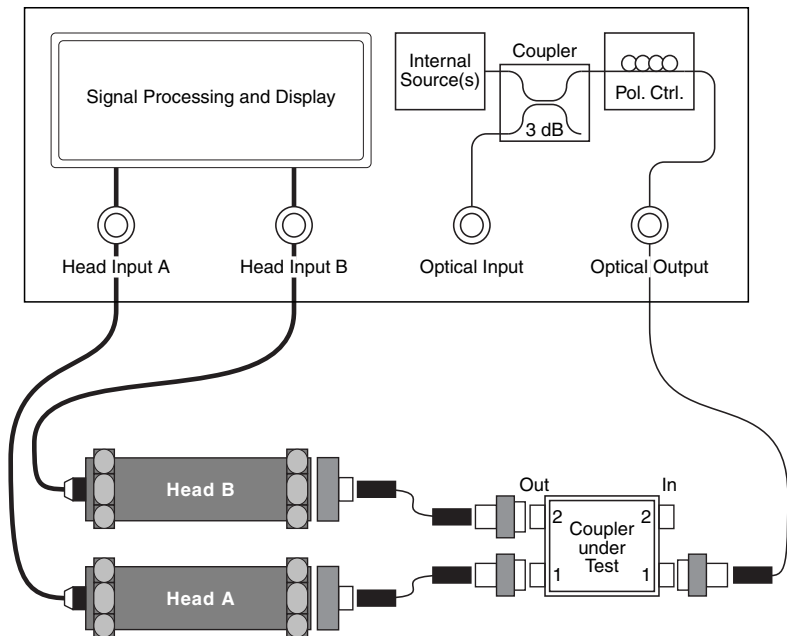 Signal Processing and Display
Internal
Source(s)
Coupler
3 dB
Pol. Ctrl.
Head Input A
Head Input B
Optical Input
Optical Output
Head B
Head A
Out
In
2
2
Coupler
under
Test
1
1